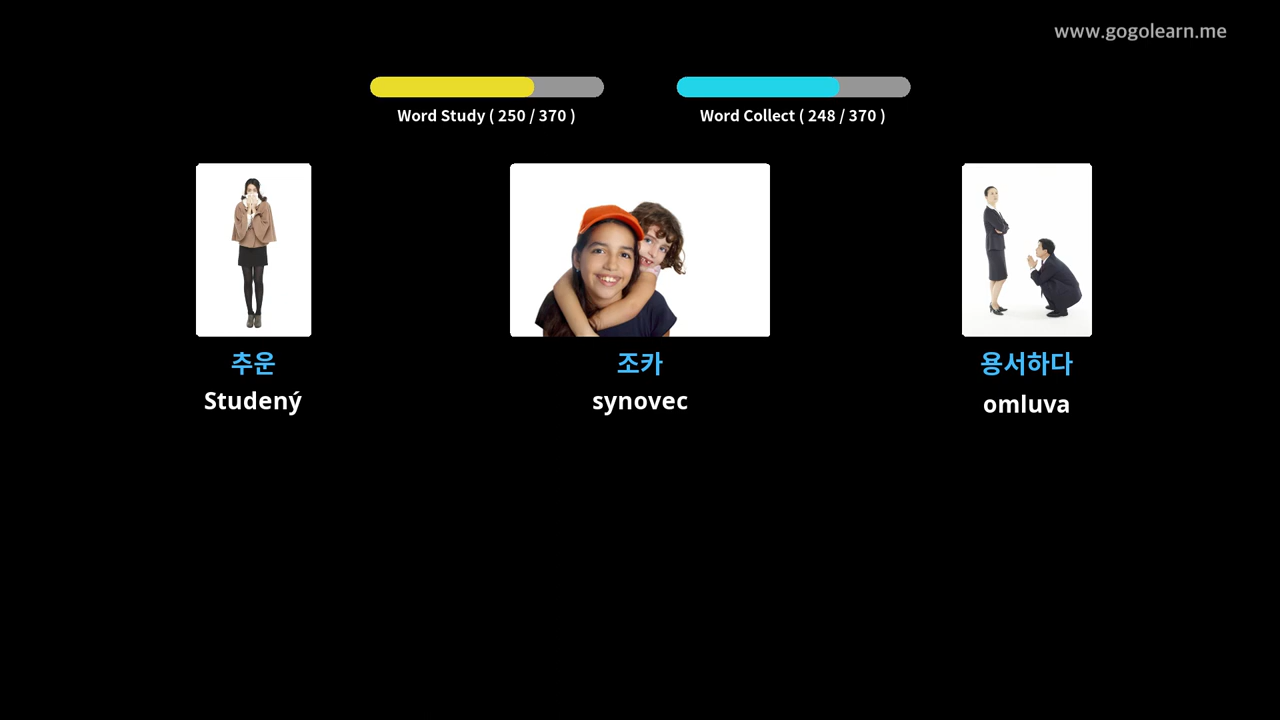 www.gogolearn.me
Word Study ( 250 / 370 )
Word Collect ( 248 / 370 )
추운
조카
용서하다
Studený
synovec
omluva